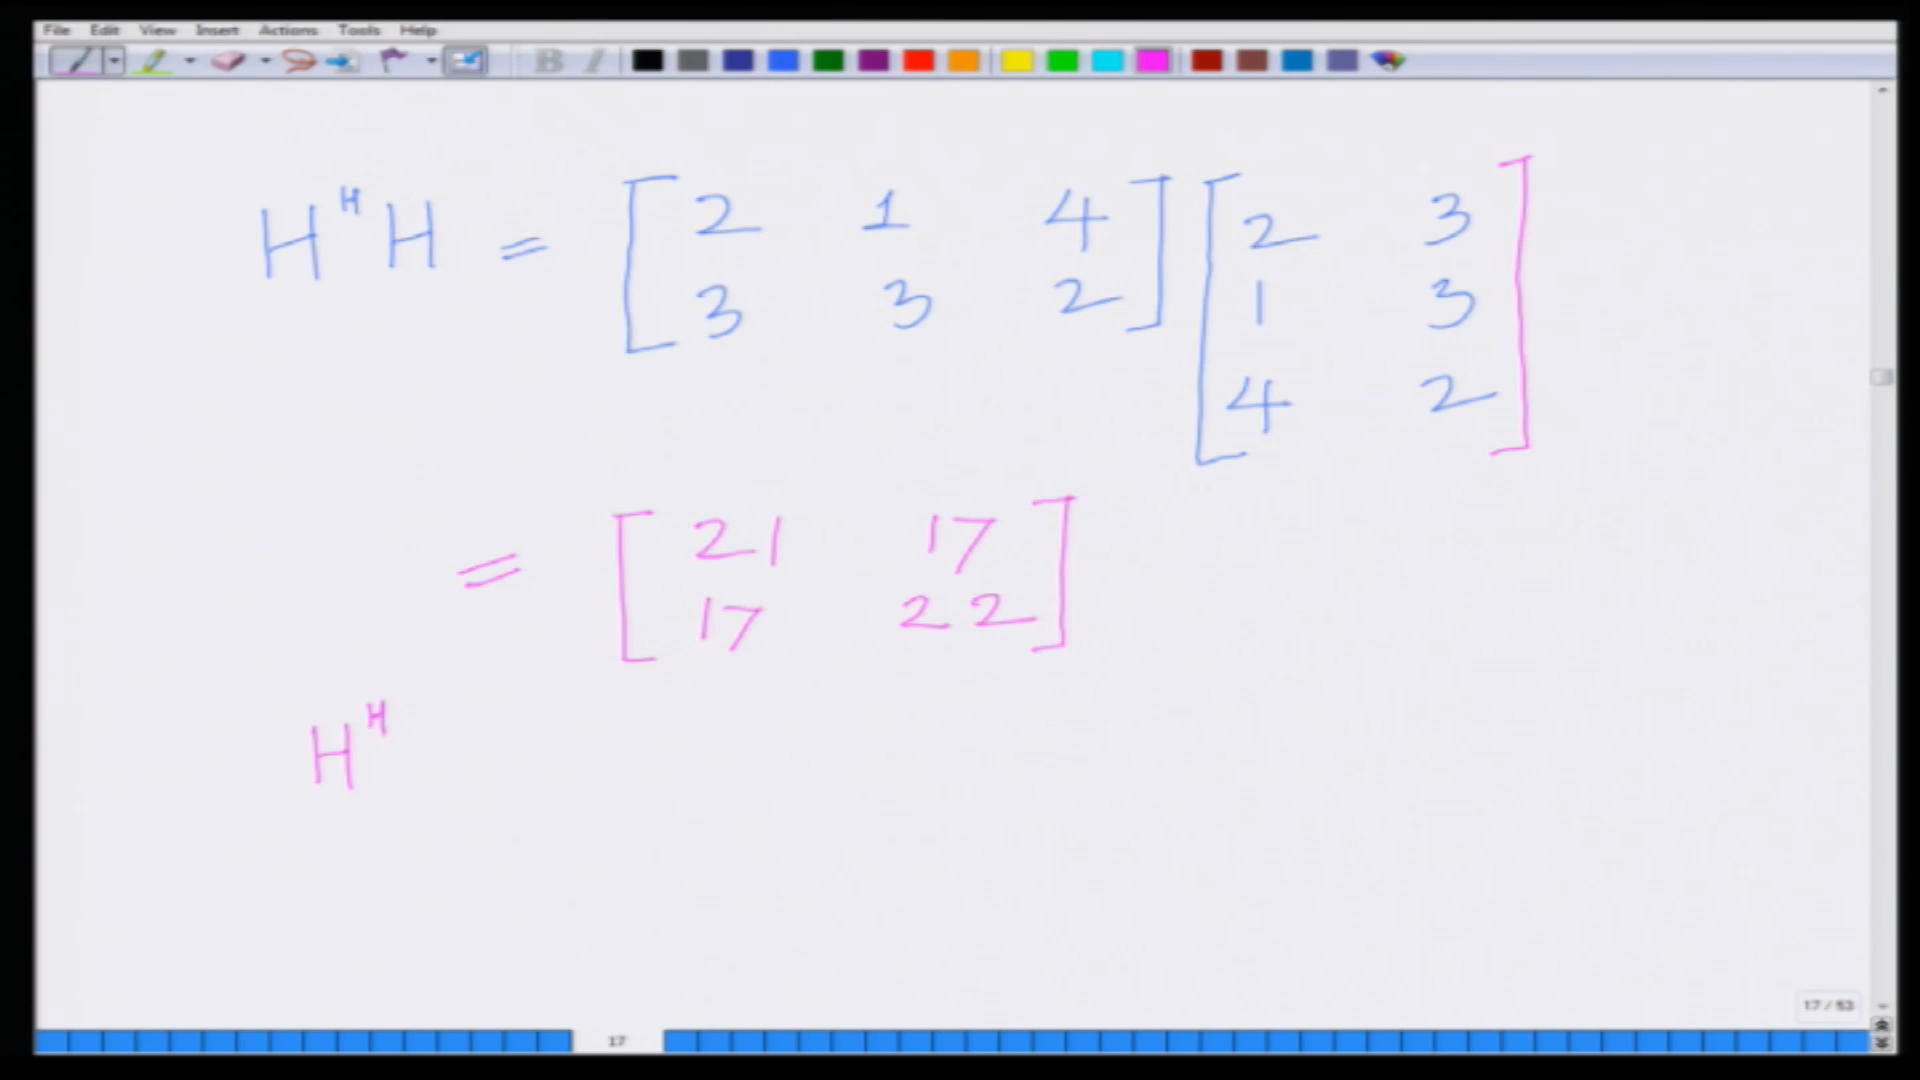 File Edit View Insert Actions Tools Help
B I
H^H H = [2 1 4] [2 3]
[3 3 2] [1 3]
[4 2]
= [21 17]
[17 22]
H^H
17 / 53
17